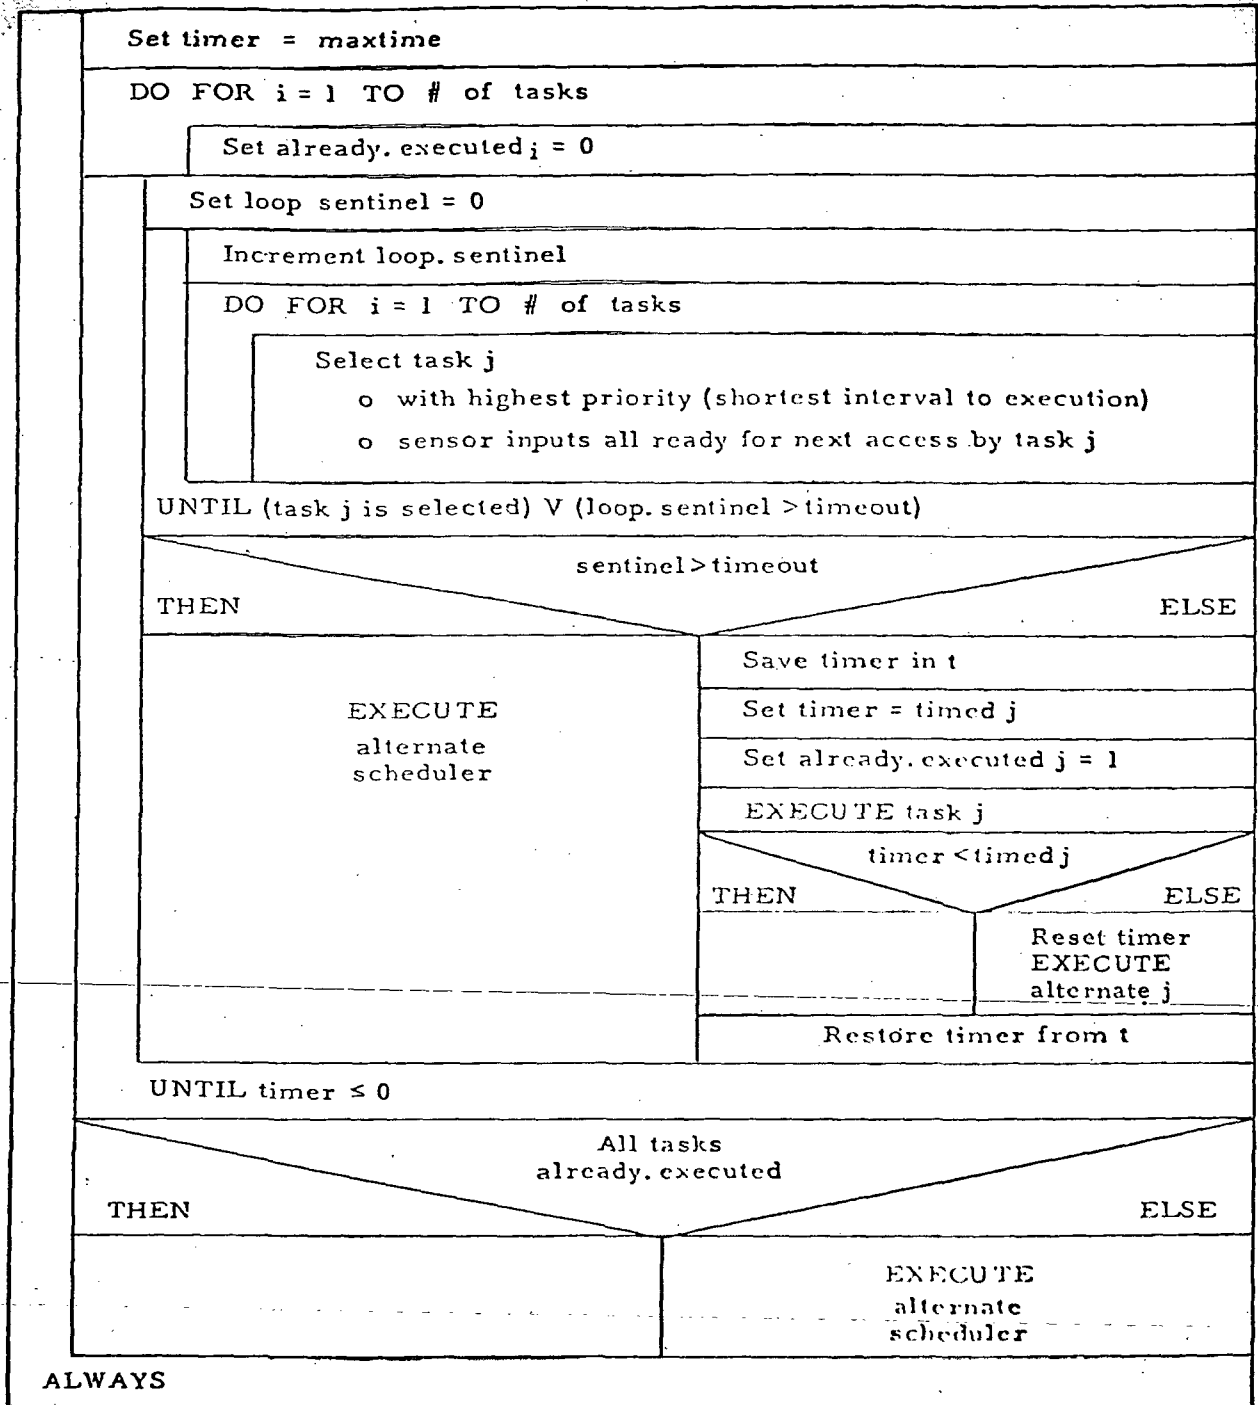 Set timer = maxtime
DO FOR i = 1 TO # of tasks
Set already. executed i = 0
Set loop sentinel = 0
Increment loop. sentinel
DO FOR i = 1 TO # of tasks
Select task j
o with highest priority (shortest interval to execution)
o sensor inputs all ready for next access by task j
UNTIL (task j is selected) V (loop. sentinel > timeout)
sentinel > timeout
THEN
ELSE
Save timer in t
Set timer = timed j
Set already. executed j = 1
EXECUTE task j
EXECUTE
alternate
scheduler
timer < timed j
THEN
ELSE
Reset timer
EXECUTE
alternate j
Restore timer from t
UNTIL timer ≤ 0
All tasks
already. executed
THEN
ELSE
EXECUTE
alternate
scheduler
ALWAYS